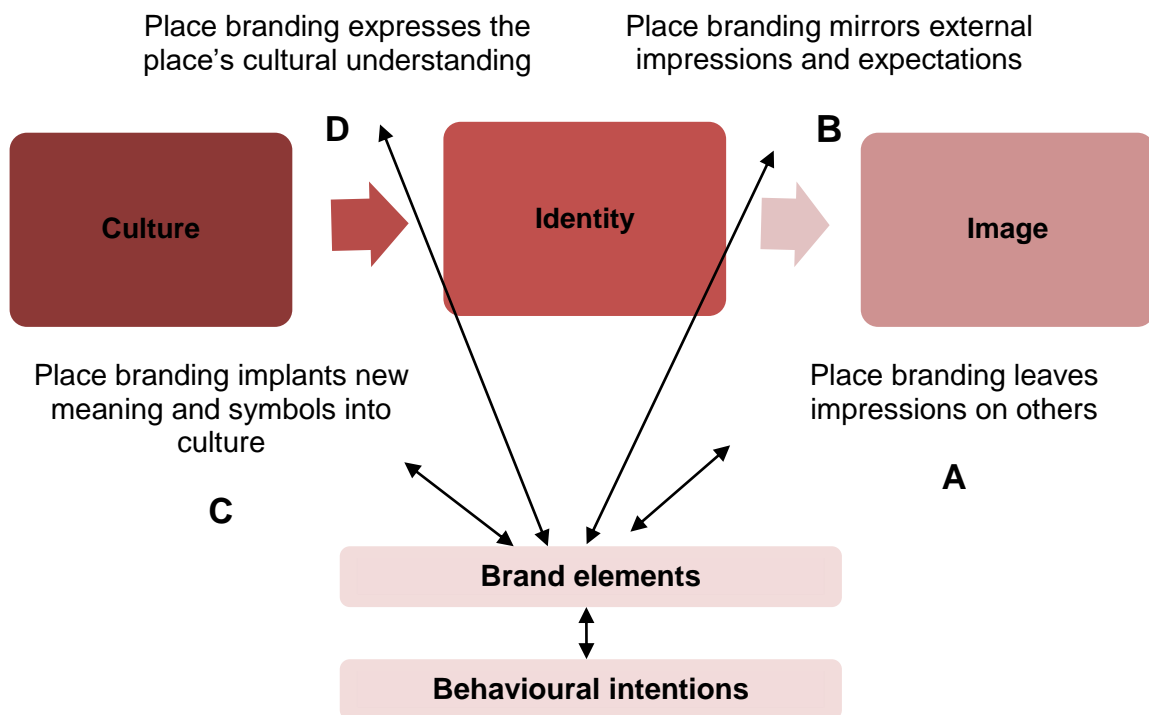 Place branding expresses the
place’s cultural understanding
Place branding mirrors external
impressions and expectations
D
B
Culture
Identity
Image
Place branding implants new
meaning and symbols into
culture
Place branding leaves
impressions on others
C
A
Brand elements
Behavioural intentions